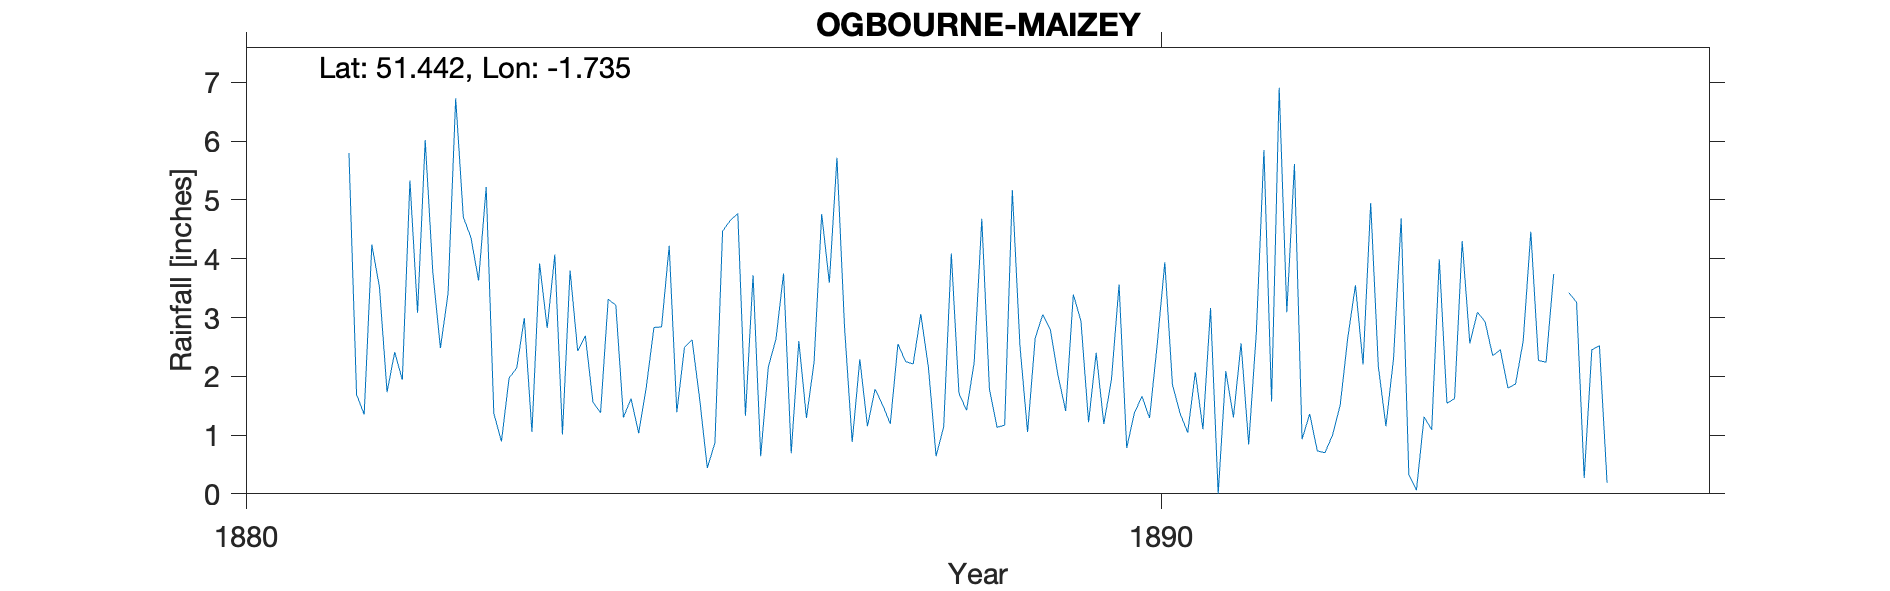 OGBOURNE-MAIZEY
Lat: 51.442, Lon: -1.735
Rainfall [inches]
7
6
5
4
3
2
1
0
1880
1890
Year